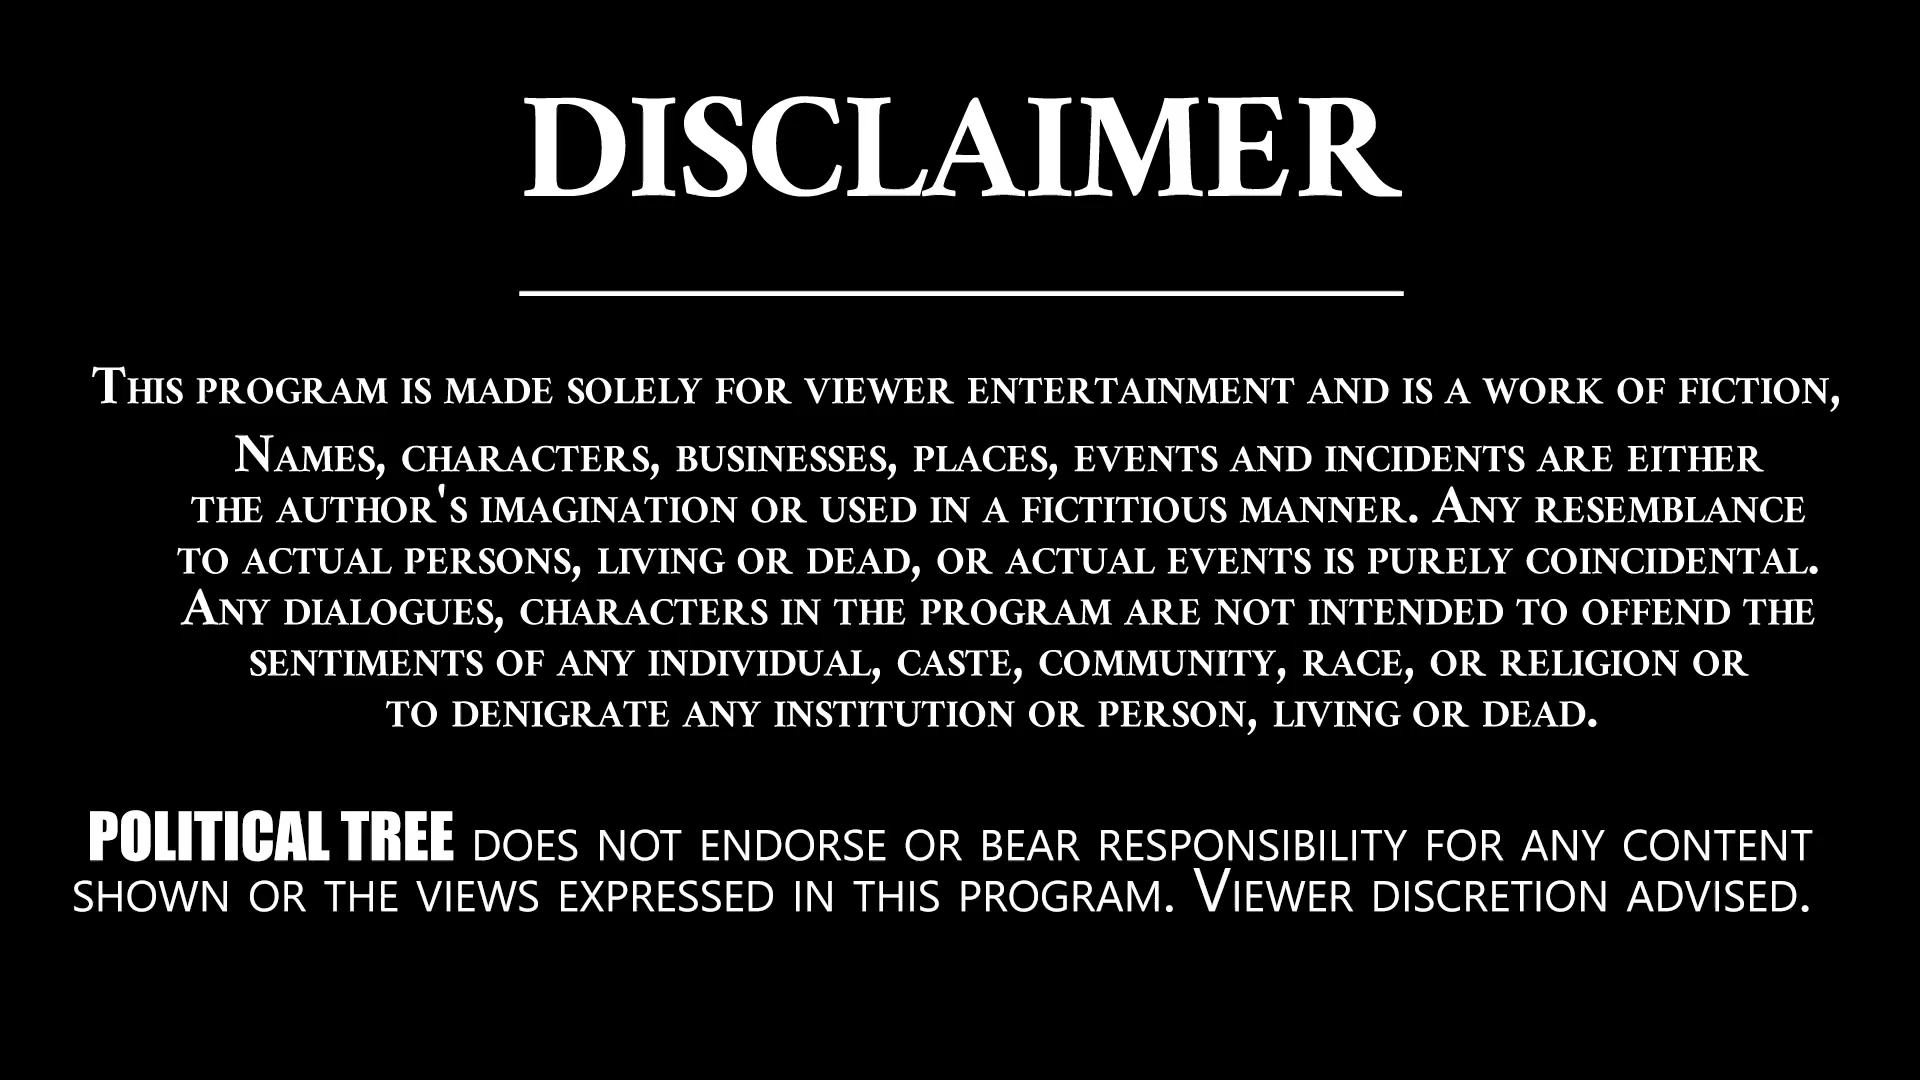 DISCLAIMER
This program is made solely for viewer entertainment and is a work of fiction,
Names, characters, businesses, places, events and incidents are either
the author's imagination or used in a fictitious manner. Any resemblance
to actual persons, living or dead, or actual events is purely coincidental.
Any dialogues, characters in the program are not intended to offend the
sentiments of any individual, caste, community, race, or religion or
to denigrate any institution or person, living or dead.
POLITICAL TREE does not endorse or bear responsibility for any content
shown or the views expressed in this program. Viewer discretion advised.